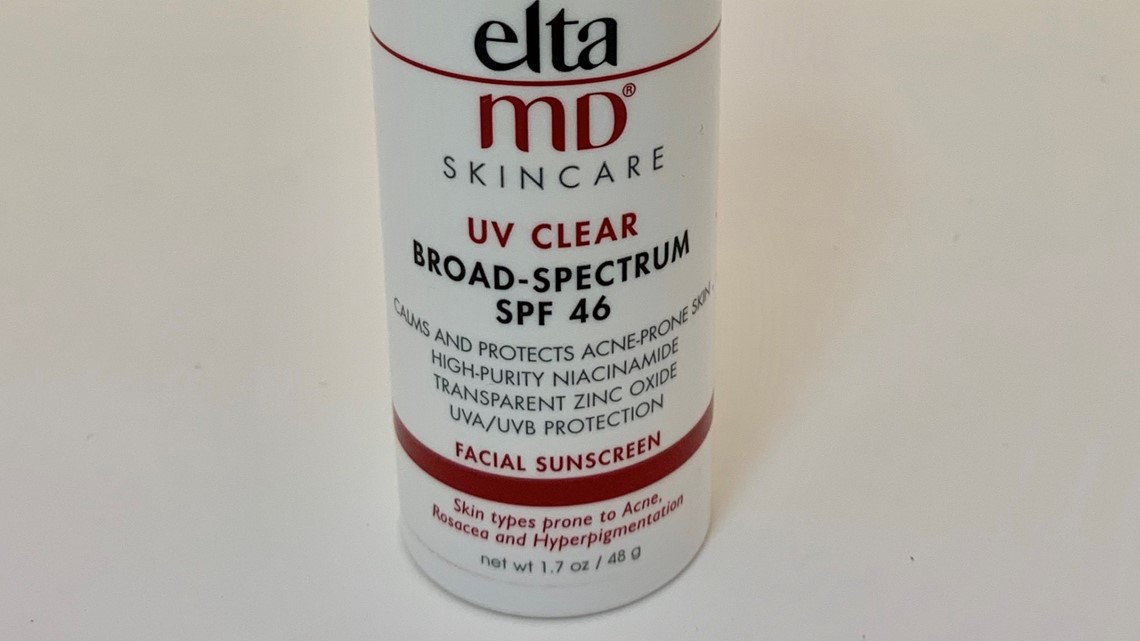 elta
MD®
SKINCARE
UV CLEAR
BROAD-SPECTRUM
SPF 46
CALMS AND PROTECTS ACNE-PRONE SKIN
HIGH-PURITY NIACINAMIDE
TRANSPARENT ZINC OXIDE
UVA/UVB PROTECTION
FACIAL SUNSCREEN
Skin types prone to Acne,
Rosacea and Hyperpigmentation
net wt 1.7 oz / 48 g